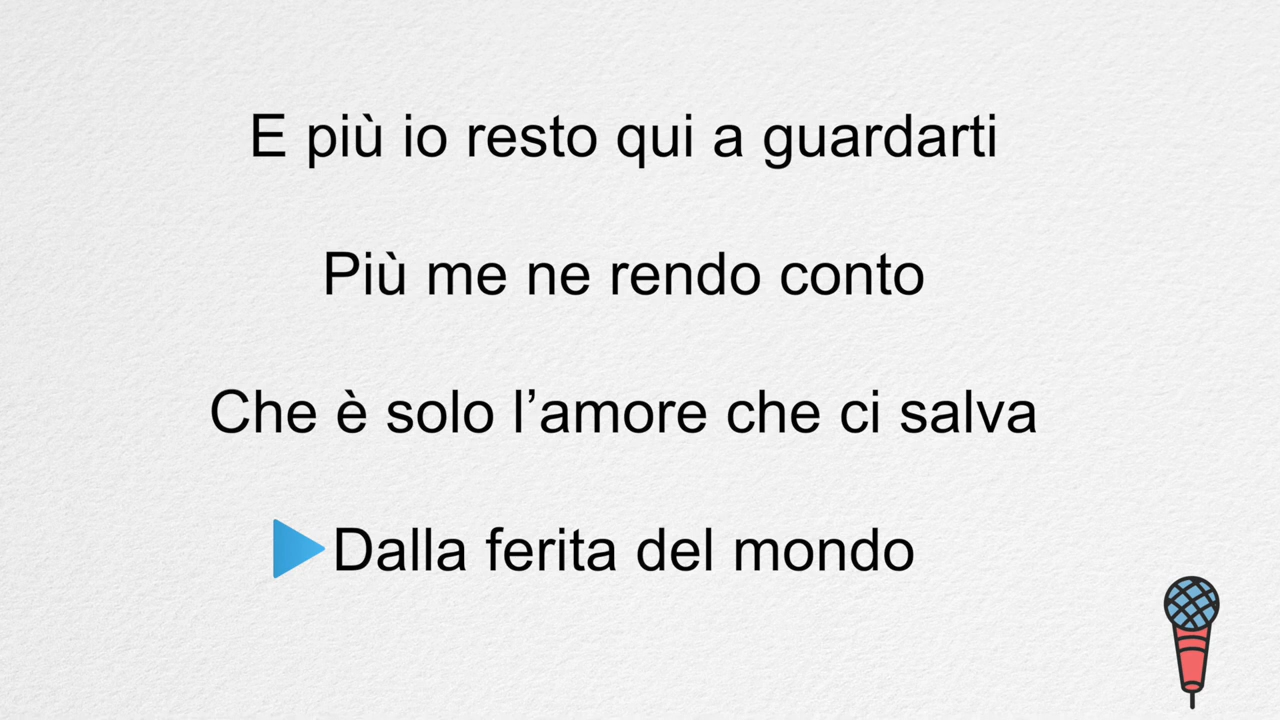 E più io resto qui a guardarti
Più me ne rendo conto
Che è solo l’amore che ci salva
Dalla ferita del mondo